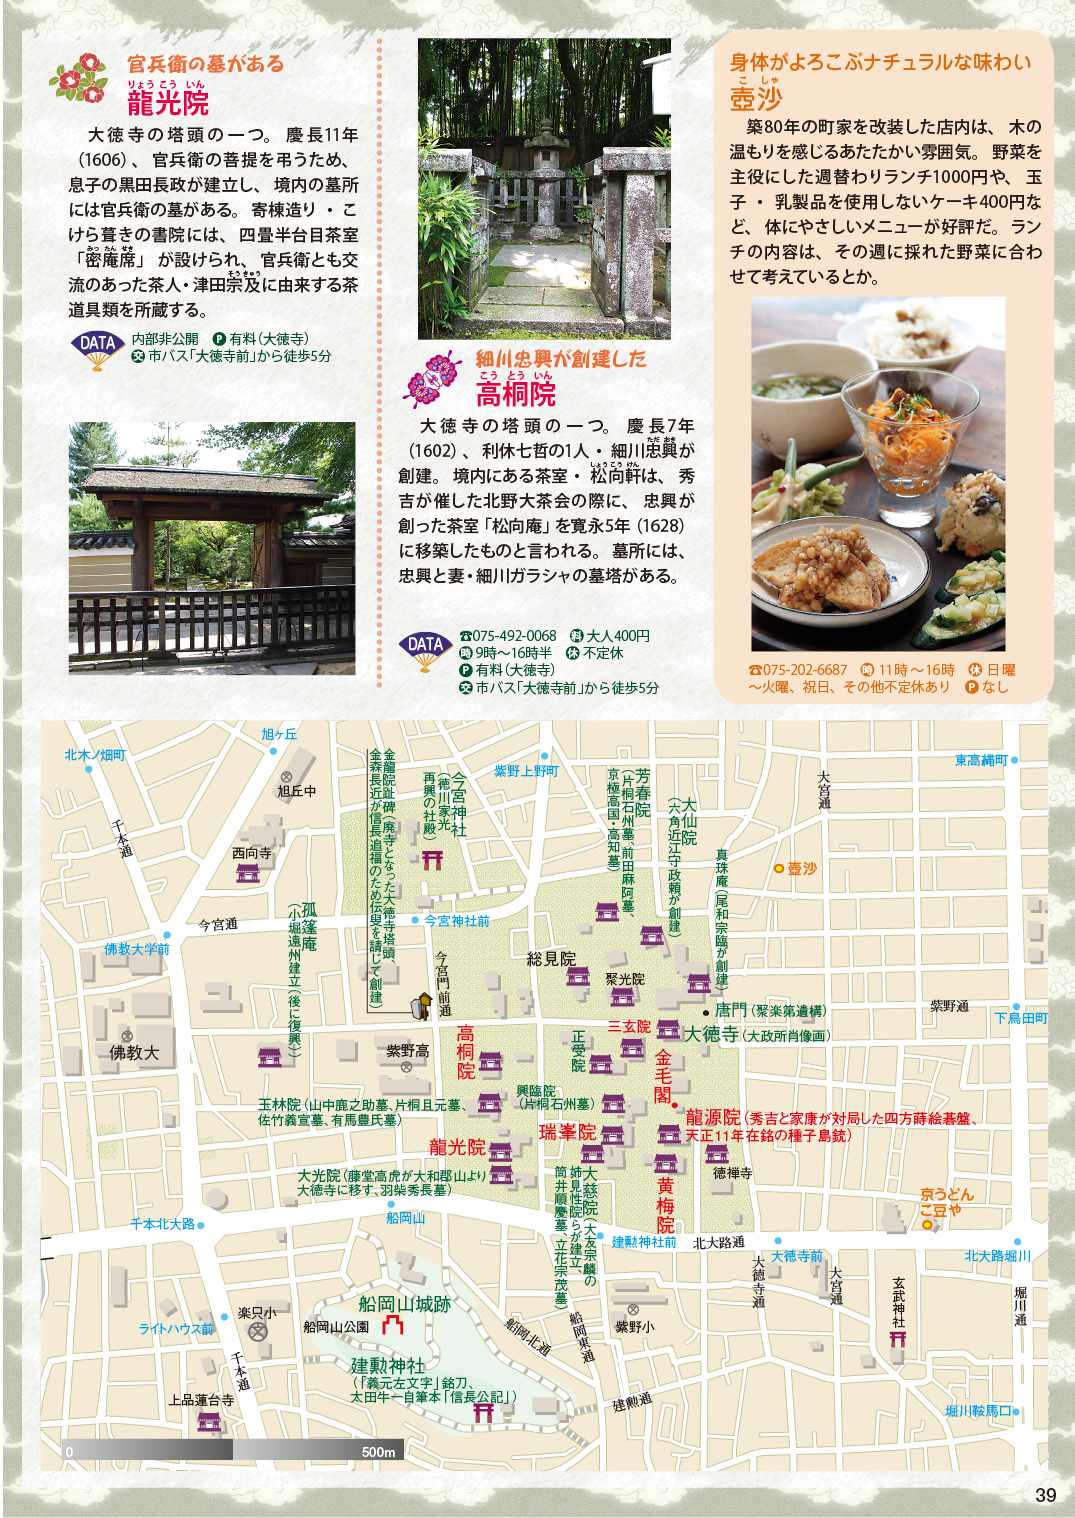 官兵衛の墓がある
りょう こう いん
龍光院
大徳寺の塔頭の一つ。慶長11年
（1606）、官兵衛の菩提を弔うため、
息子の黒田長政が建立し、境内の墓所
には官兵衛の墓がある。寄棟造り・こ
けら葺きの書院には、四畳半台目茶室
みっ たん せき
「密庵席」が設けられ、官兵衛とも交
そうきゅう
流のあった茶人・津田宗及に由来する茶
道具類を所蔵する。
DATA
内部非公開 P有料（大徳寺）
交市バス「大徳寺前」から徒歩5分
細川忠興が創建した
こう とう いん
高桐院
大徳寺の塔頭の一つ。慶長7年
ただ おき
（1602）、利休七哲の1人・細川忠興が
しょうこう けん
創建。境内にある茶室・松向軒は、秀
吉が催した北野大茶会の際に、忠興が
創った茶室「松向庵」を寛永5年（1628）
に移築したものと言われる。墓所には、
忠興と妻・細川ガラシャの墓塔がある。
DATA
☎075-492-0068 料大人400円
時9時～16時半 休不定休
P有料（大徳寺）
交市バス「大徳寺前」から徒歩5分
身体がよろこぶナチュラルな味わい
こ しゃ
壺沙
築80年の町家を改装した店内は、木の
温もりを感じるあたたかい雰囲気。野菜を
主役にした週替わりランチ1000円や、玉
子・乳製品を使用しないケーキ400円な
ど、体にやさしいメニューが好評だ。ラン
チの内容は、その週に採れた野菜に合わ
せて考えているとか。
☎075-202-6687 時11時～16時 休日曜
～火曜、祝日、その他不定休あり Pなし
北木ノ畑町
旭ヶ丘
旭丘中
千本通
西向寺
今宮通
佛教大学前
佛教大
孤篷庵
（小堀遠州建立（後に復興））
金龍院趾碑（廃寺となった大徳寺塔頭、
金森長近が信長追福のため伝叟を請じて創建）
今宮神社
（徳川家光
再興の社殿）
今宮神社前
今宮門前通
紫野上野町
芳春院
（片桐石州墓、前田麻阿墓、
京極高国・高知墓）
大仙院
（六角近江守政頼が創建）
真珠庵（尾和宗臨が創建）
大宮通
東高縄町
壺沙
総見院
聚光院
唐門（聚楽第遺構）
紫野通
下鳥田町
三玄院
大徳寺（大政所肖像画）
高桐院
正受院
金毛閣
紫野高
興臨院
（片桐石州墓）
玉林院（山中鹿之助墓、片桐且元墓、
佐竹義宣墓、有馬豊氏墓）
龍源院（秀吉と家康が対局した四方蒔絵碁盤、
天正11年在銘の種子島銃）
龍光院
瑞峯院
徳禅寺
大光院（藤堂高虎が大和郡山より
大徳寺に移す、羽柴秀長墓）
黄梅院
大慈院（大友宗麟の
姉見性院らが建立、
筒井順慶墓、立花宗茂墓）
京うどん
こ豆や
千本北大路
船岡山
建勲神社前
北大路通
大徳寺前
北大路堀川
大徳寺通
大宮通
玄武神社
堀川通
楽只小
ライトハウス前
船岡山城跡
船岡山公園
船岡北通
船岡東通
紫野小
千本通
建勲神社
（「義元左文字」銘刀、
太田牛一自筆本「信長公記」）
上品蓮台寺
建勲通
堀川鞍馬口
0
500m
39